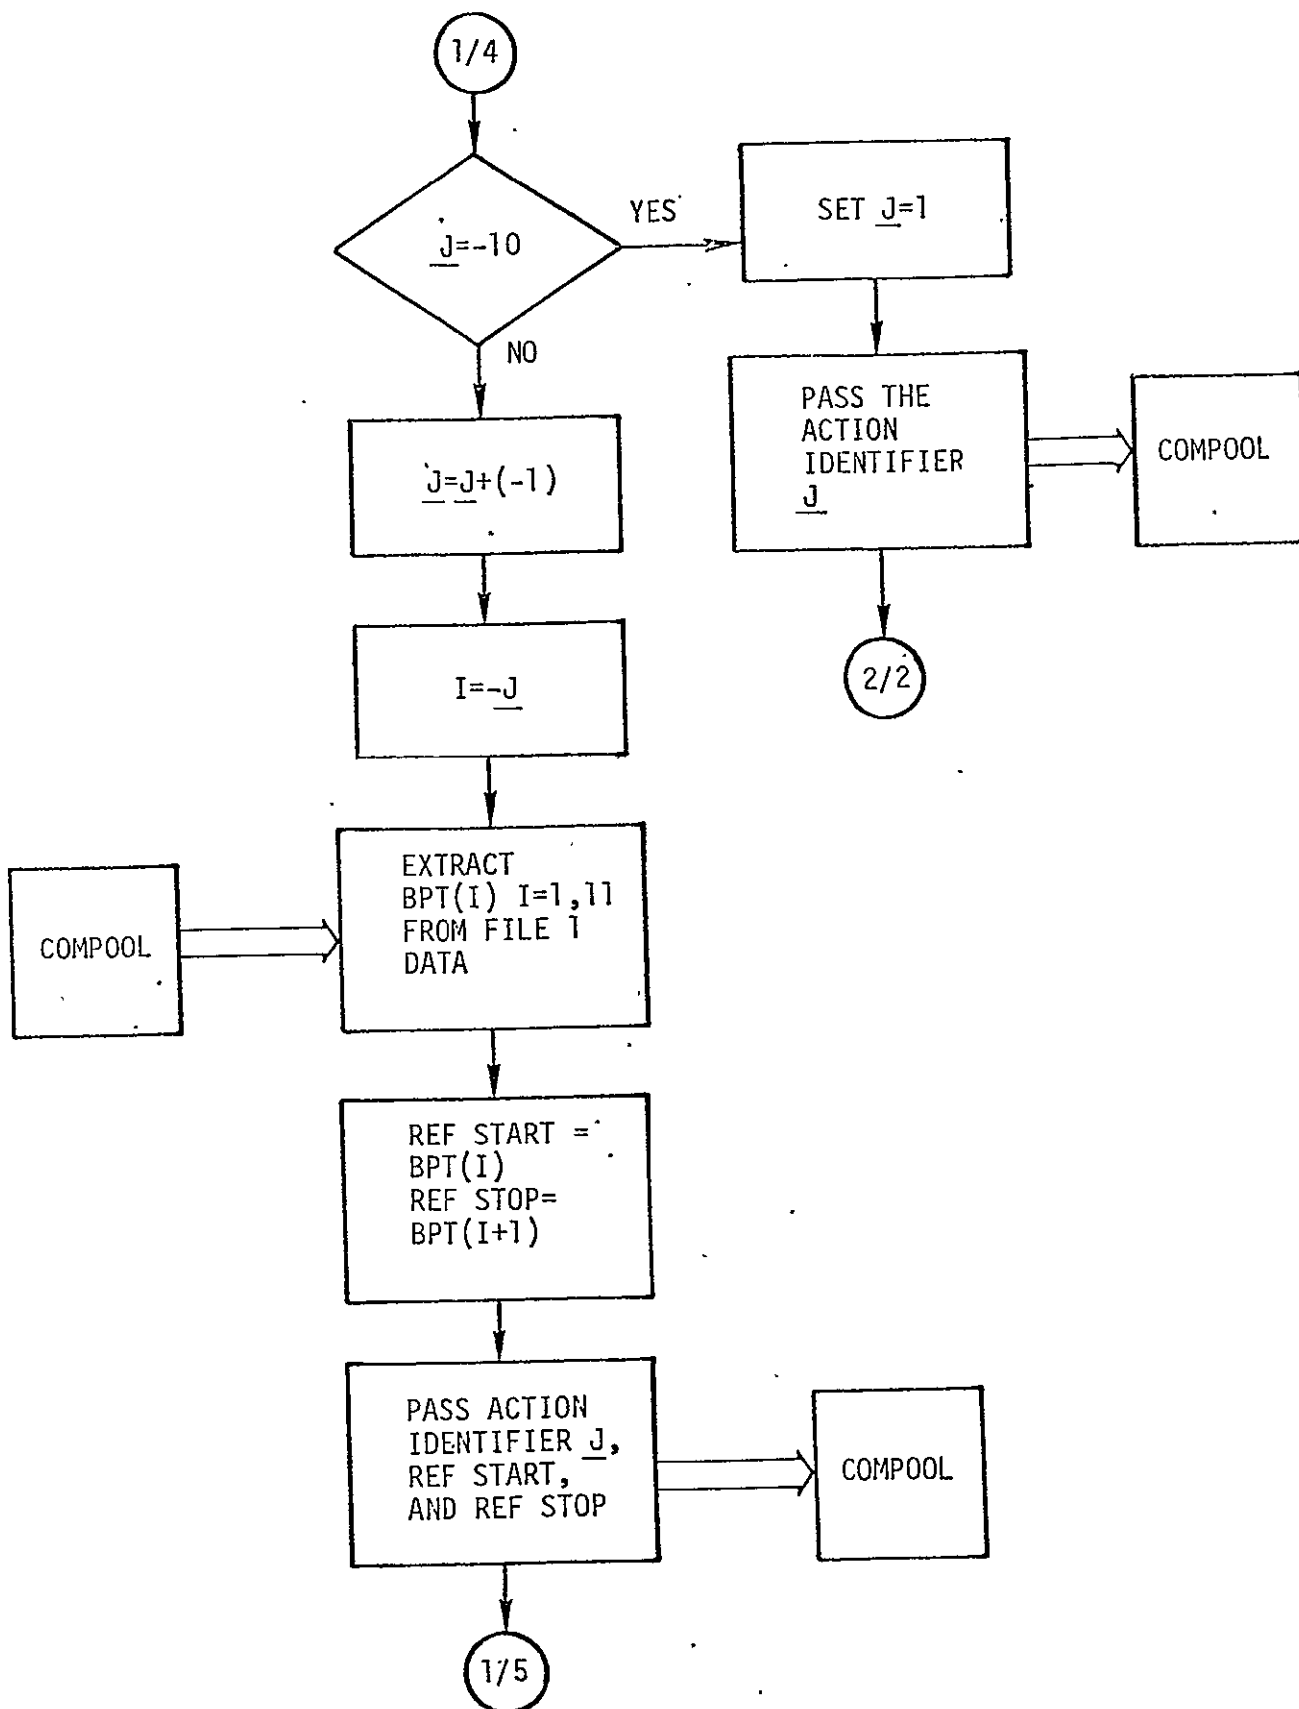 1/4
J=-10
YES
NO
SET J=1
PASS THE
ACTION
IDENTIFIER
J
COMPOOL
2/2
J=J+(-1)
I=-J
COMPOOL
EXTRACT
BPT(I) I=1,11
FROM FILE 1
DATA
REF START =
BPT(I)
REF STOP=
BPT(I+1)
PASS ACTION
IDENTIFIER J,
REF START,
AND REF STOP
COMPOOL
1/5